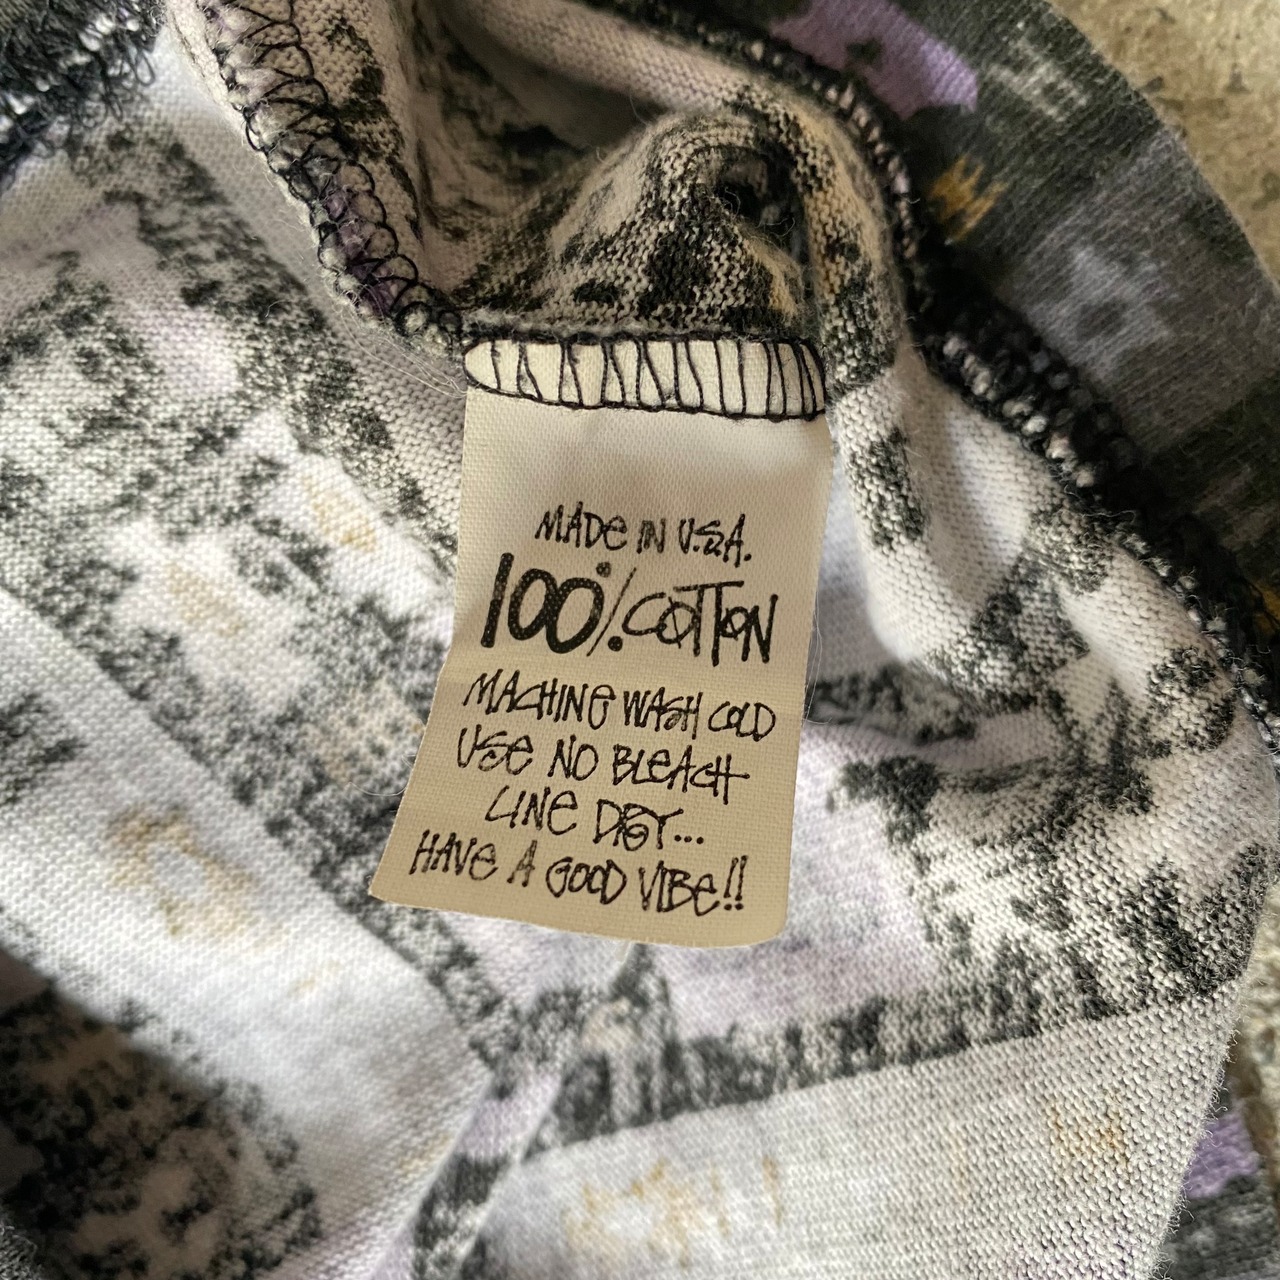 MADE IN U.S.A.
100%. COTTON
MACHINE WASH COLD
USE NO BLEACH
LINE DRY...
HAVE A GOOD VIBE!!